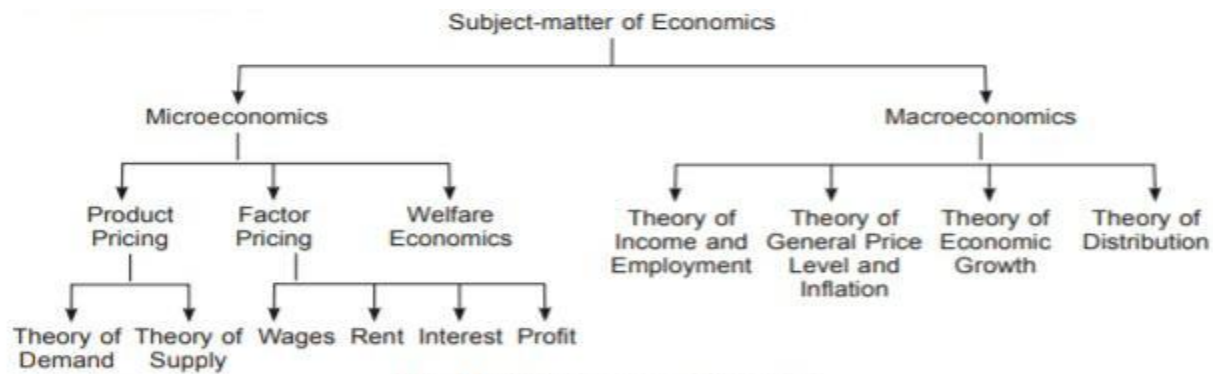 Subject-matter of Economics
Microeconomics
Macroeconomics
Product
Pricing
Factor
Pricing
Welfare
Economics
Theory of
Income and
Employment
Theory of
General Price
Level and
Inflation
Theory of
Economic
Growth
Theory of
Distribution
Theory of
Demand
Theory of
Supply
Wages
Rent
Interest
Profit